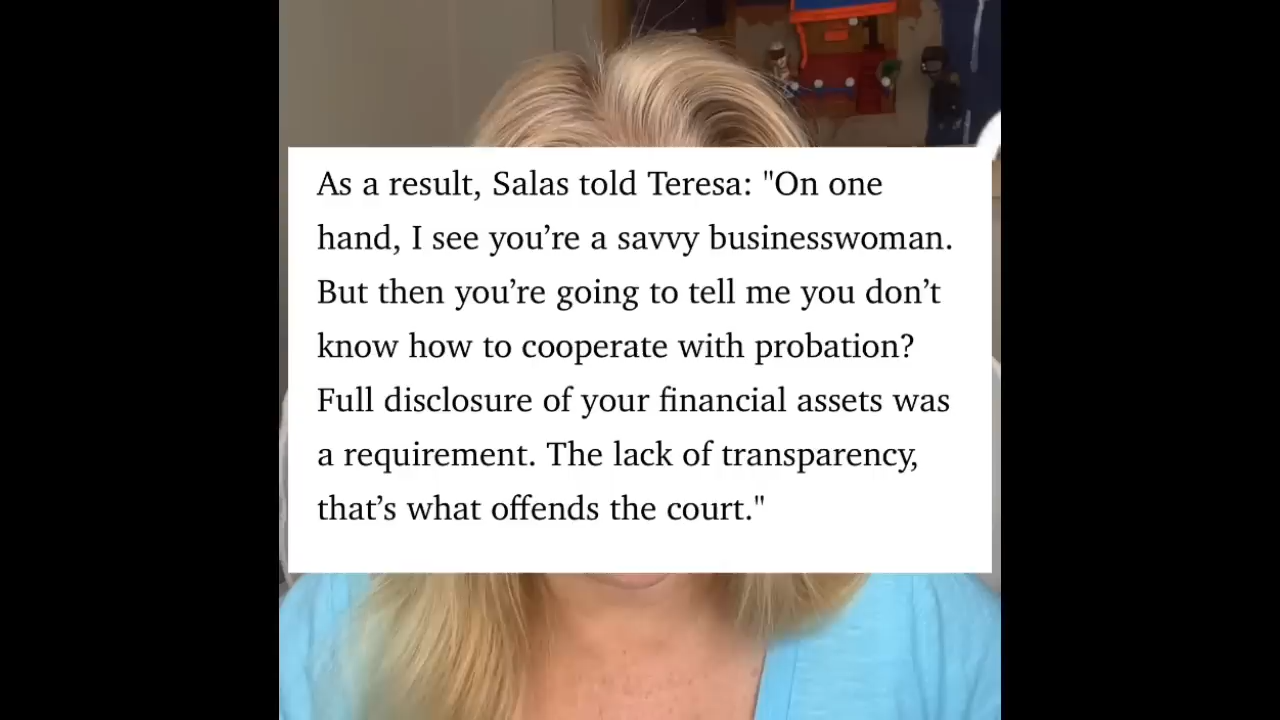 As a result, Salas told Teresa: "On one
hand, I see you’re a savvy businesswoman.
But then you’re going to tell me you don’t
know how to cooperate with probation?
Full disclosure of your financial assets was
a requirement. The lack of transparency,
that’s what offends the court."